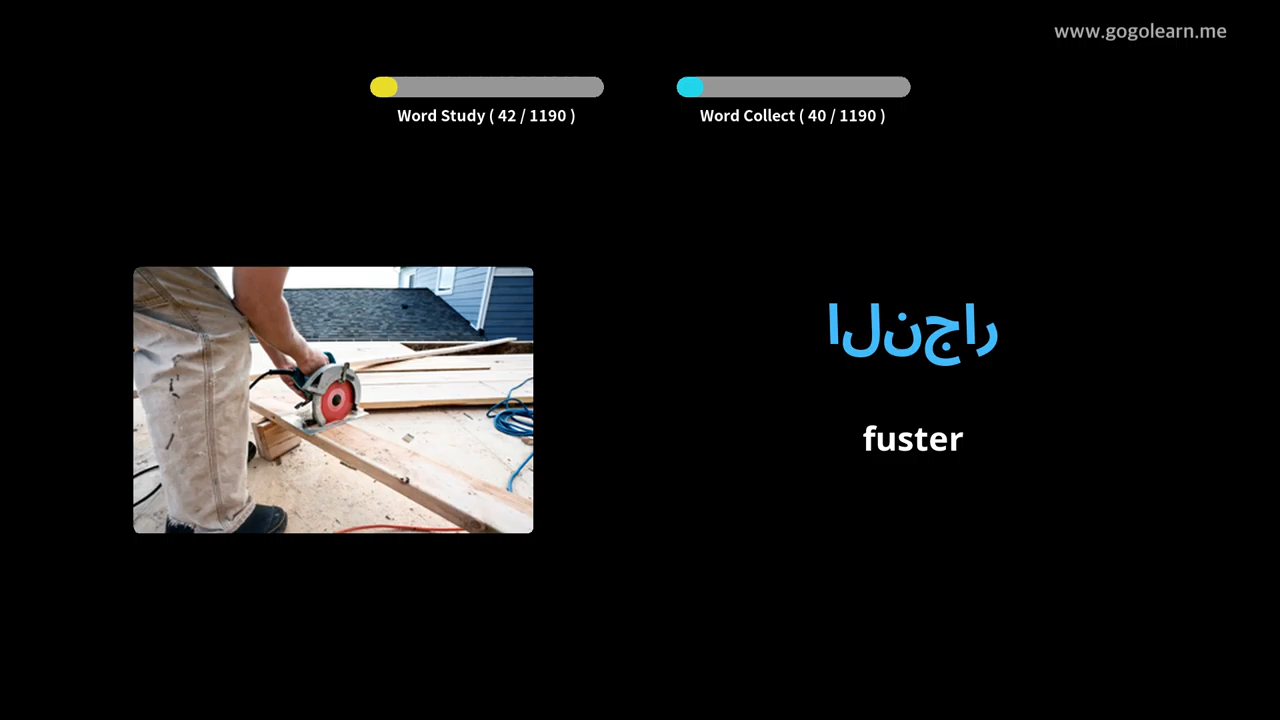 www.gogolearn.me
Word Study ( 42 / 1190 )
Word Collect ( 40 / 1190 )
النجار
fuster